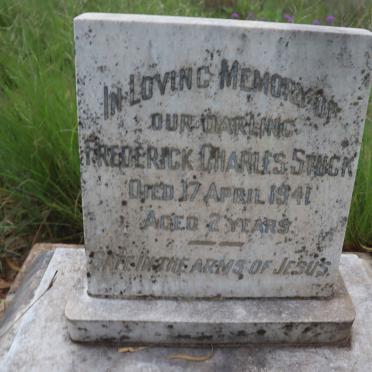 IN LOVING MEMORY OF
OUR DARLING
FREDERICK CHARLES STUCK
DIED 17 APRIL 1941
AGED 2 YEARS
SAFE IN THE ARMS OF JESUS.